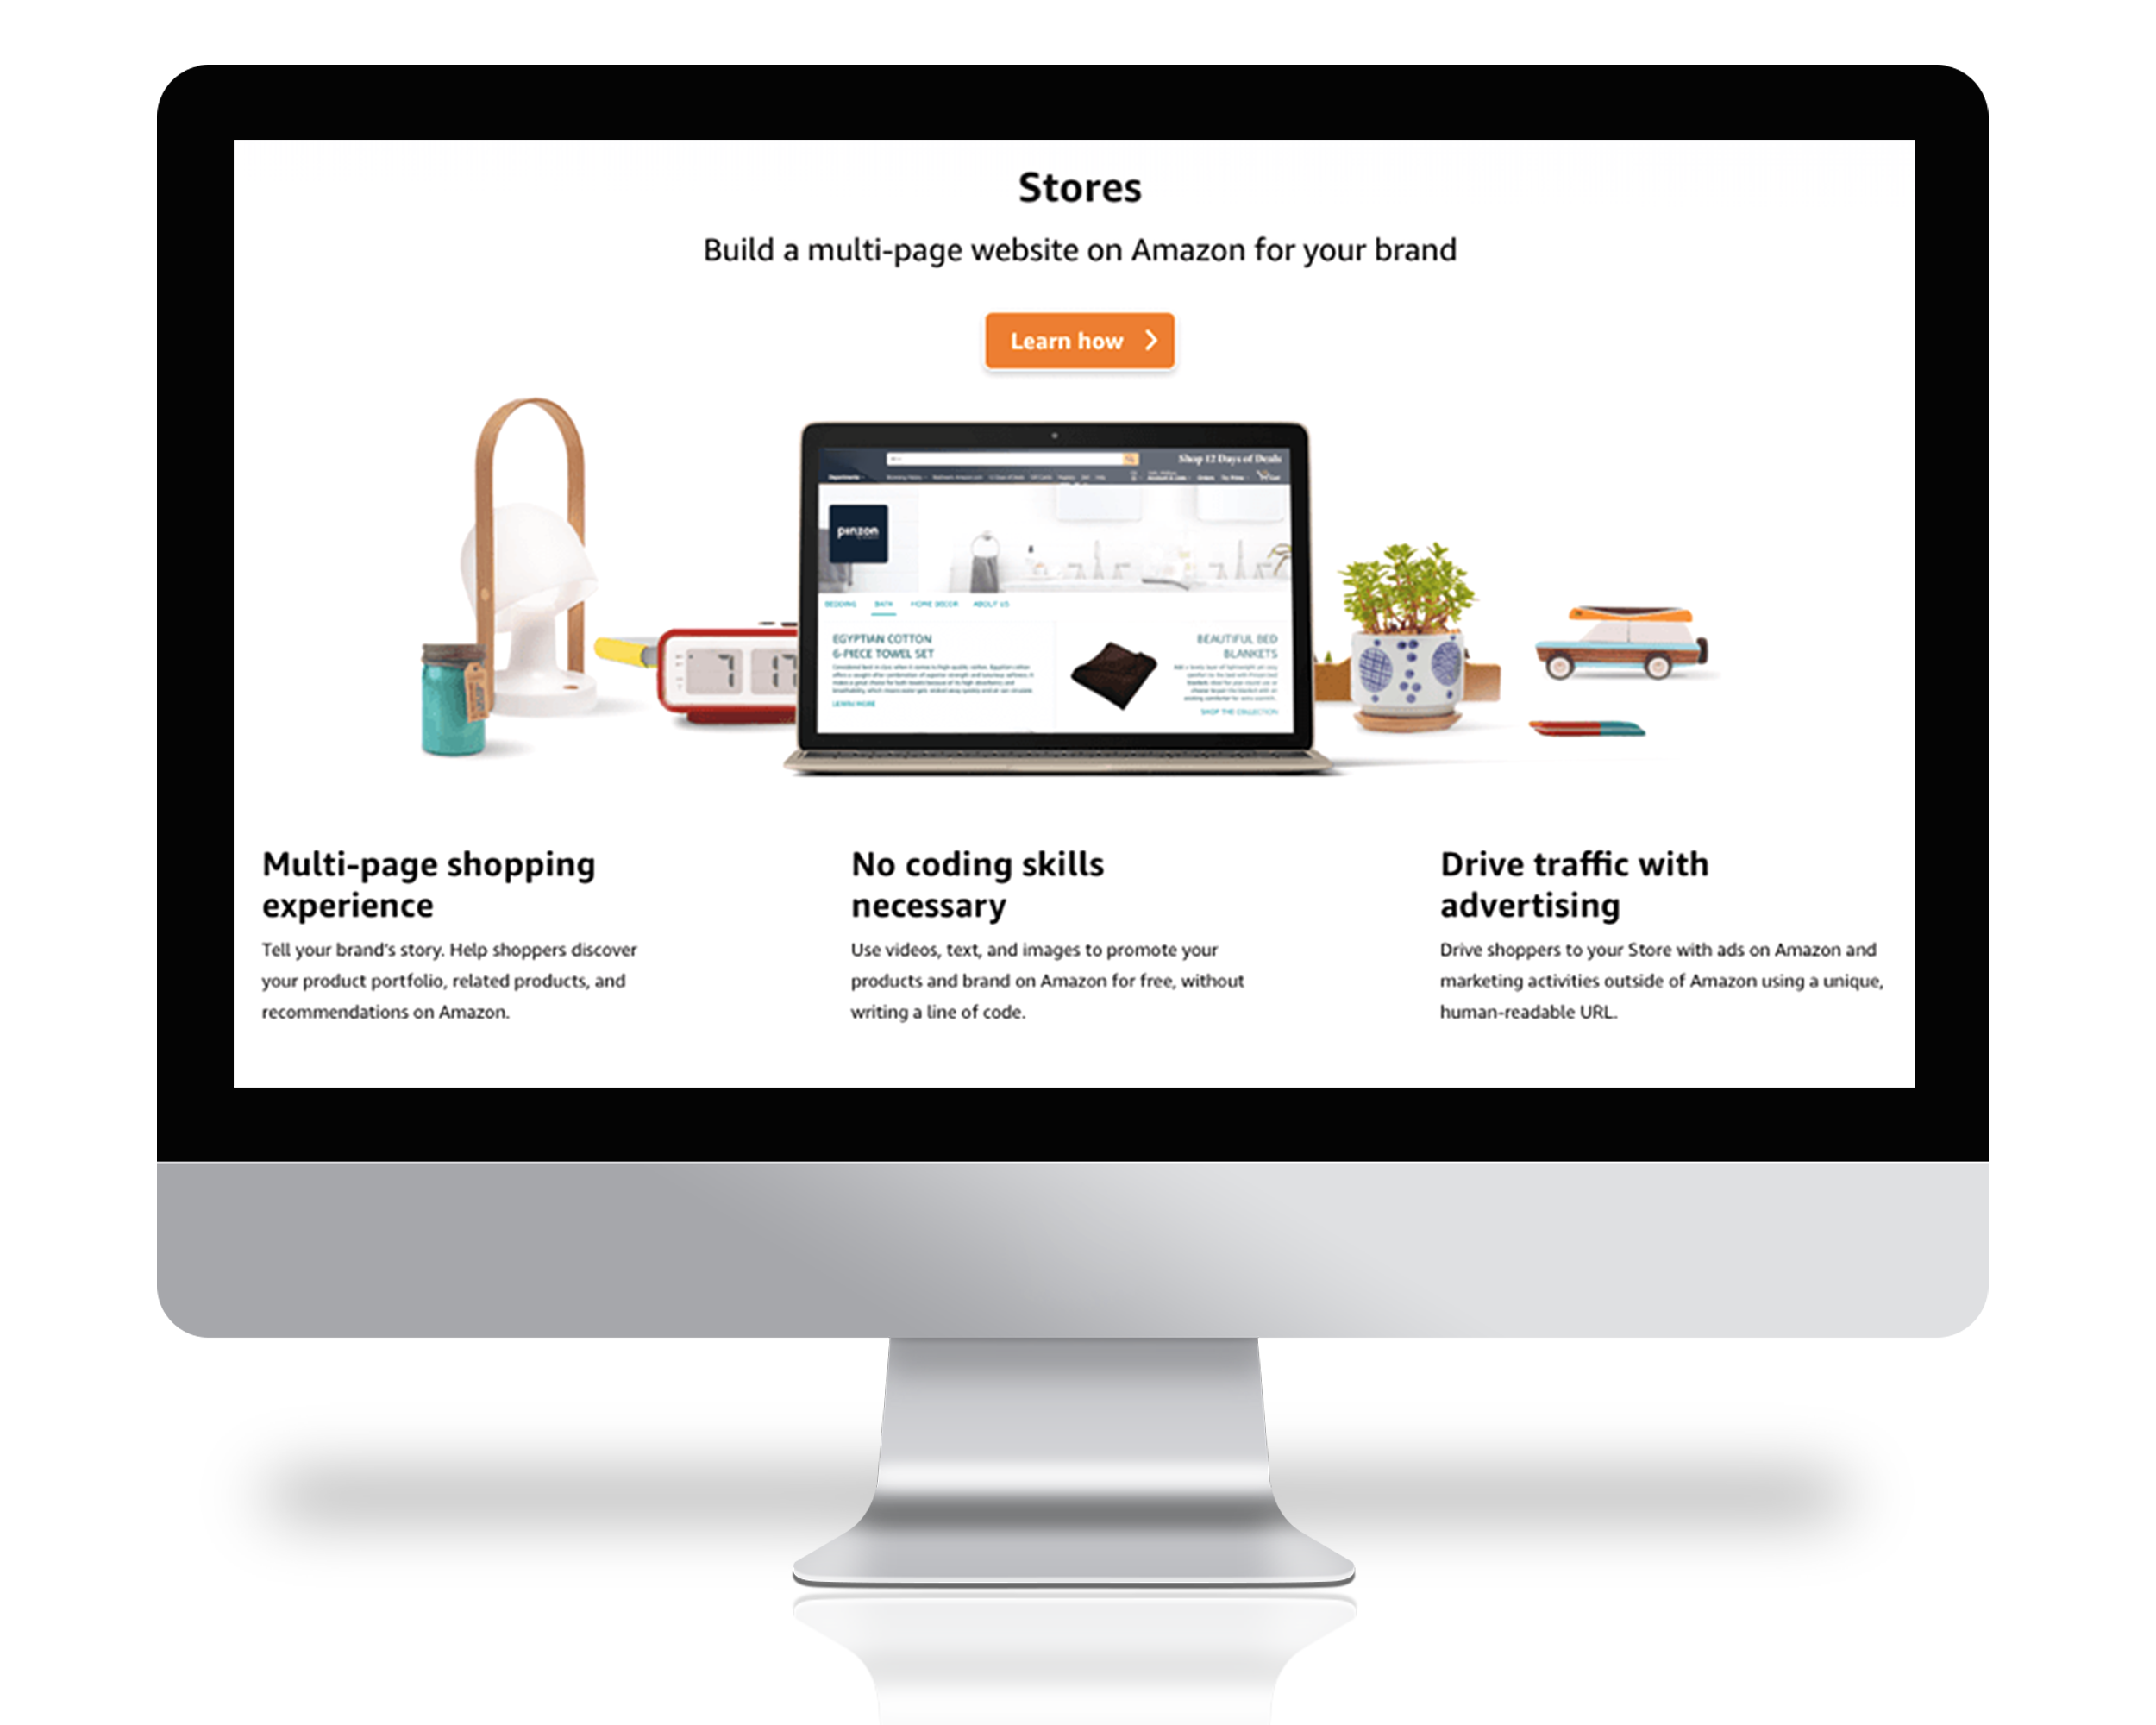 Stores
Build a multi-page website on Amazon for your brand
Learn how
Shop 12 Days of Deals
Departments
pinzon
BEDDING BATH HOME DECOR ABOUT US
EGYPTIAN COTTON
6-PIECE TOWEL SET
LEARN MORE
BEAUTIFUL BED
BLANKETS
SHOP THE COLLECTION
Multi-page shopping
experience
Tell your brand's story. Help shoppers discover
your product portfolio, related products, and
recommendations on Amazon.
No coding skills
necessary
Use videos, text, and images to promote your
products and brand on Amazon for free, without
writing a line of code.
Drive traffic with
advertising
Drive shoppers to your Store with ads on Amazon and
marketing activities outside of Amazon using a unique,
human-readable URL.